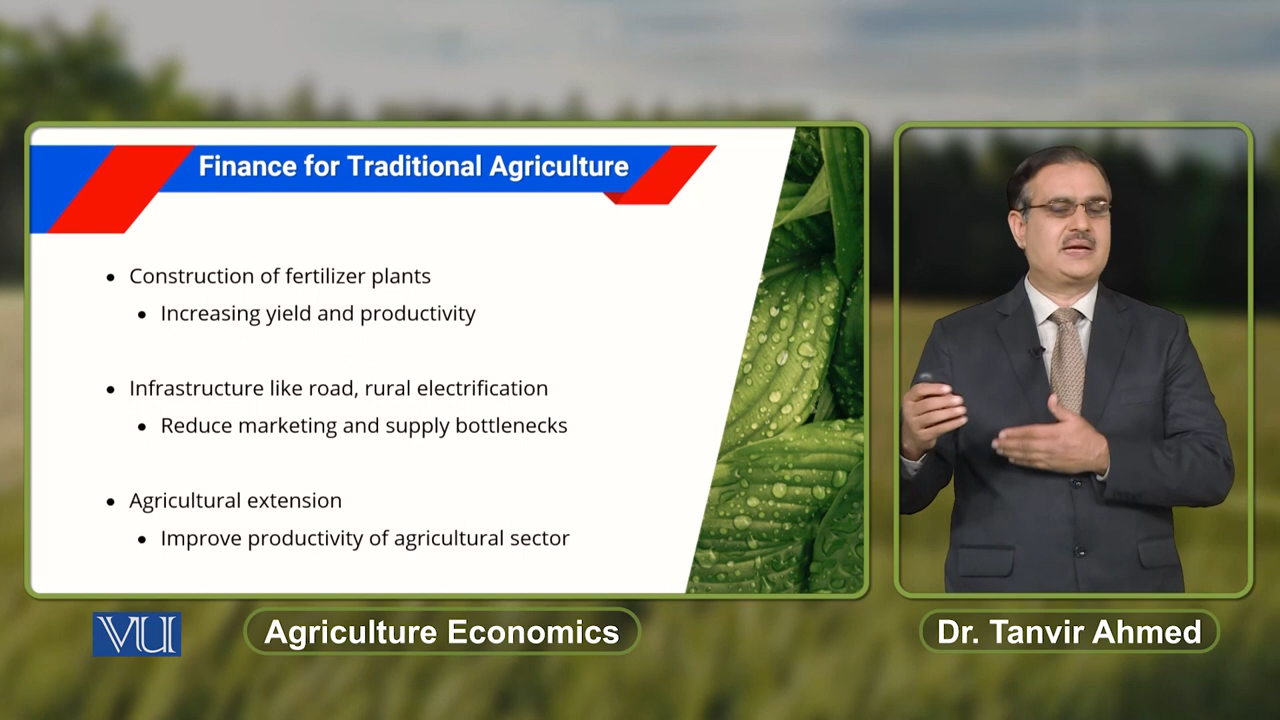 Finance for Traditional Agriculture
• Construction of fertilizer plants
• Increasing yield and productivity
• Infrastructure like road, rural electrification
• Reduce marketing and supply bottlenecks
• Agricultural extension
• Improve productivity of agricultural sector
VU
Agriculture Economics
Dr. Tanvir Ahmed